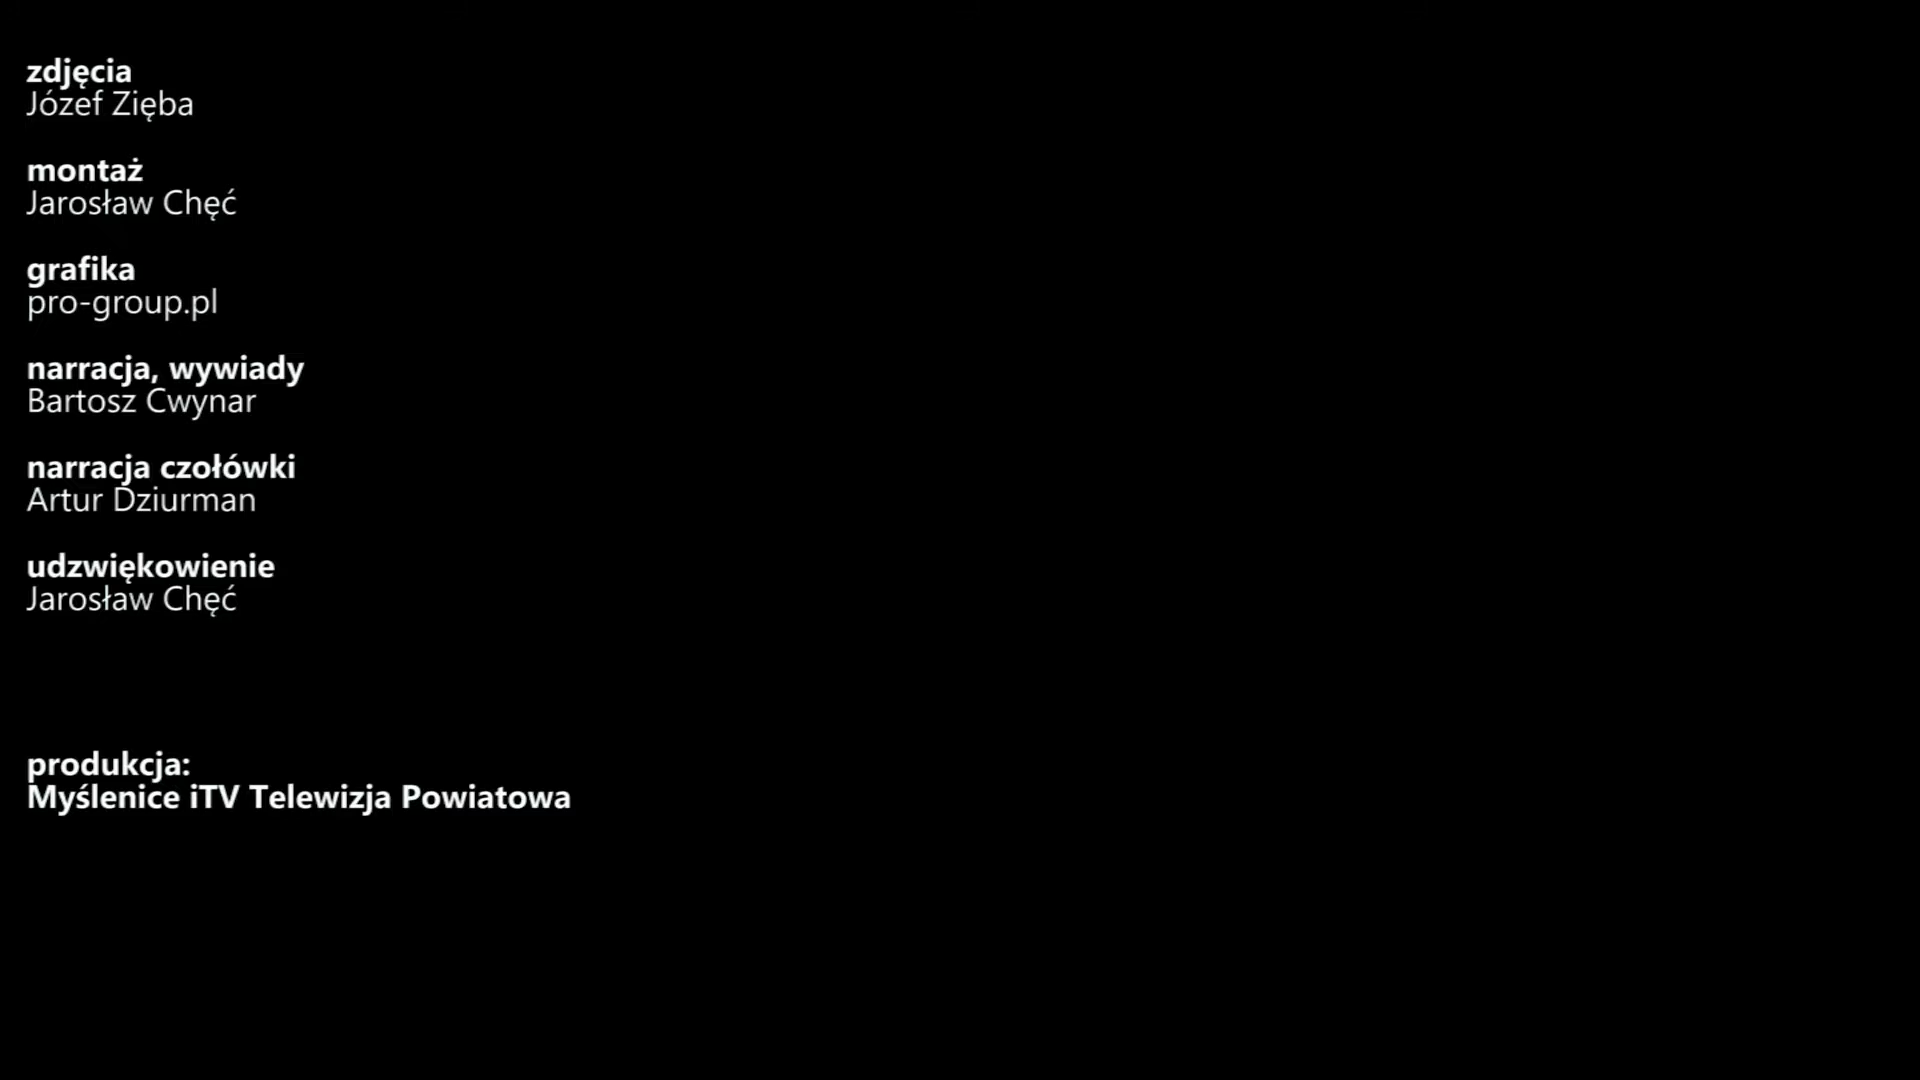 zdjęcia
Józef Zięba
montaż
Jarosław Chęć
grafika
pro-group.pl
narracja, wywiady
Bartosz Cwynar
narracja czołówki
Artur Dziurman
udzwiękowienie
Jarosław Chęć
produkcja:
Myślenice iTV Telewizja Powiatowa